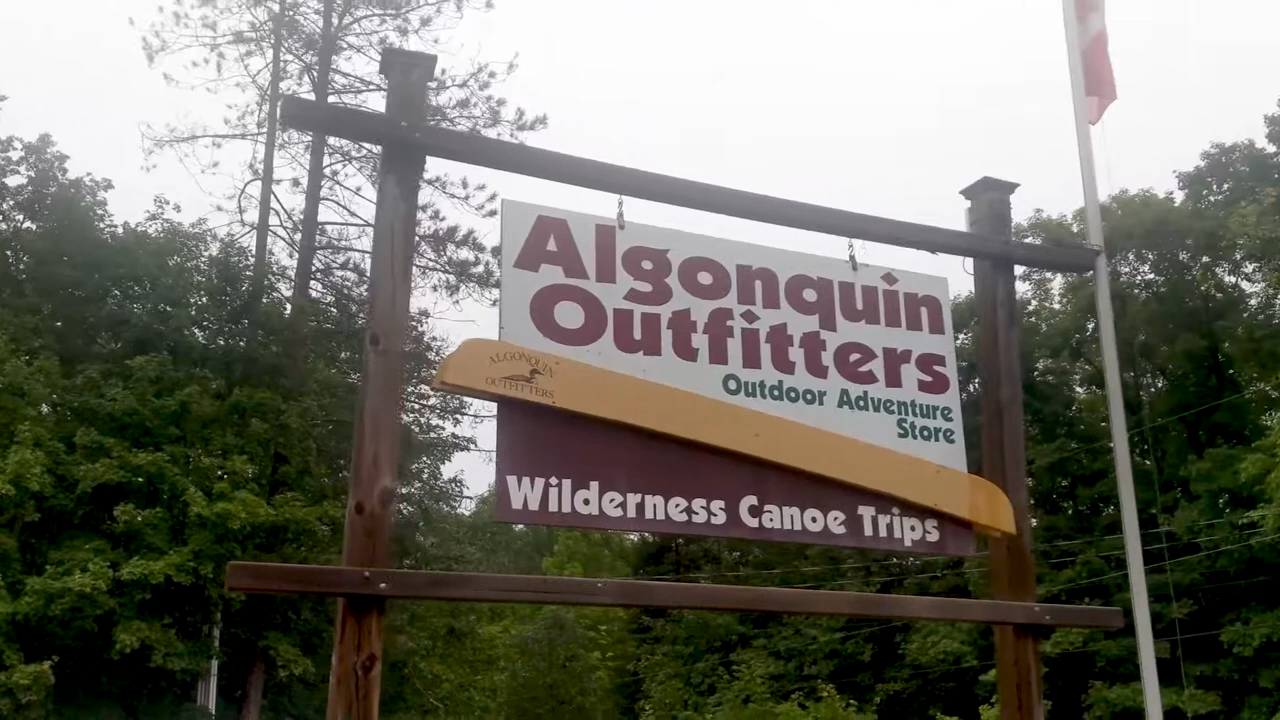 Algonquin
Outfitters
Outdoor Adventure
Store
ALGONQUIN
OUTFITTERS
Wilderness Canoe Trips